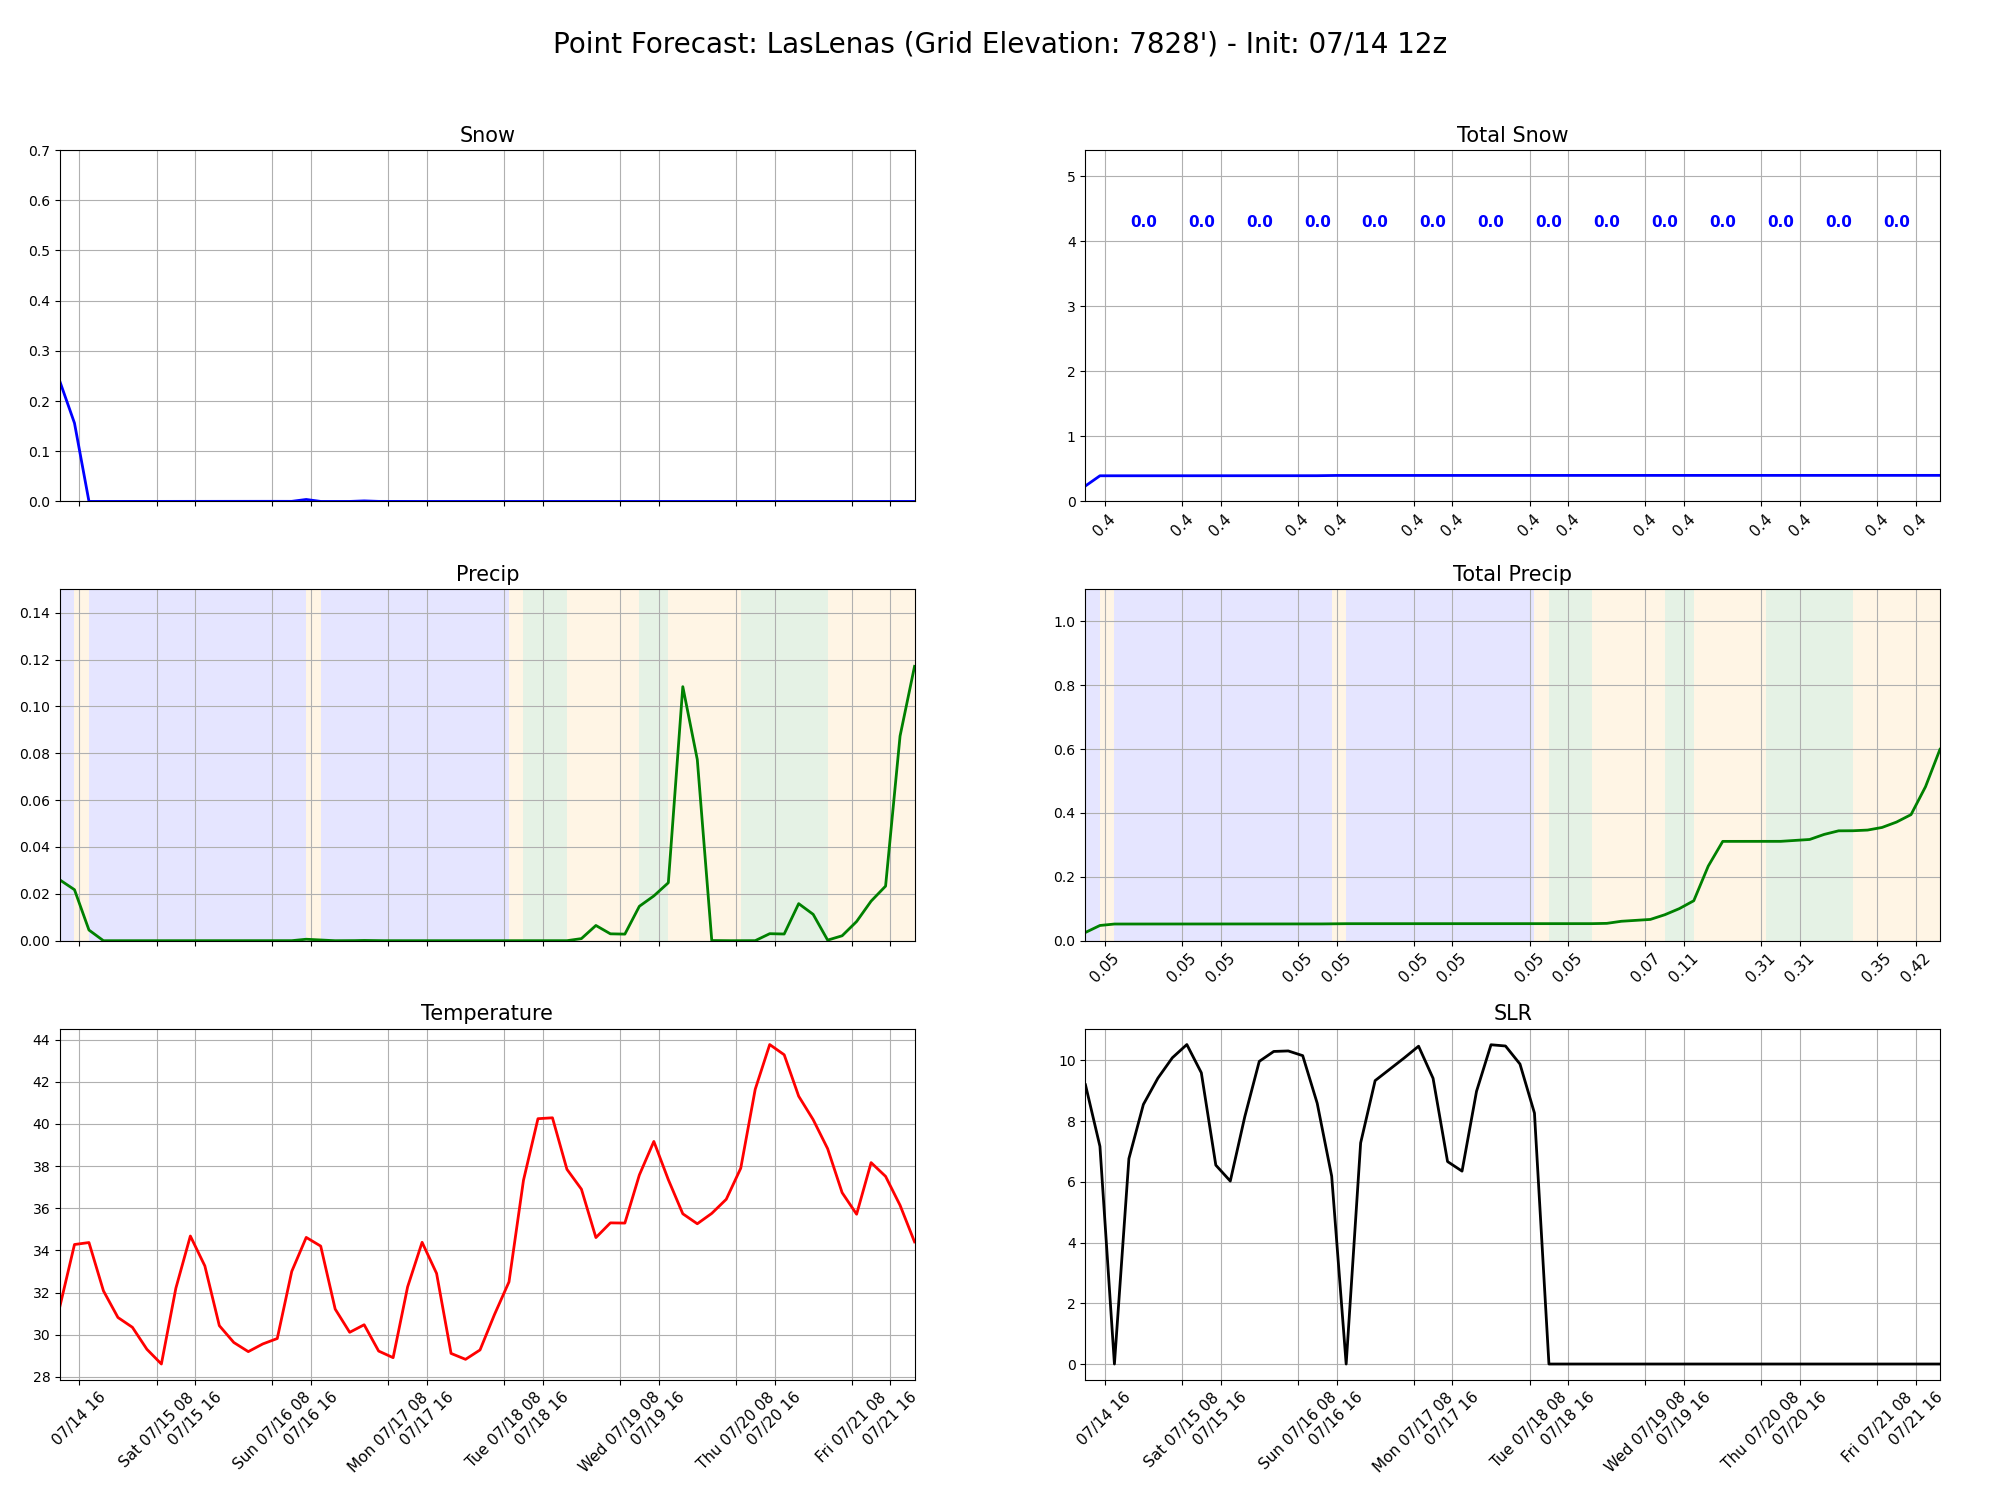 Point Forecast: LasLenas (Grid Elevation: 7828') - Init: 07/14 12z
Snow
0.7
0.6
0.5
0.4
0.3
0.2
0.1
0.0
Total Snow
5
4
3
2
1
0
0.0 0.0 0.0 0.0 0.0 0.0 0.0 0.0 0.0 0.0 0.0 0.0 0.0 0.0
0.4 0.4 0.4 0.4 0.4 0.4 0.4 0.4 0.4 0.4 0.4 0.4 0.4 0.4 0.4
Precip
0.14
0.12
0.10
0.08
0.06
0.04
0.02
0.00
Total Precip
1.0
0.8
0.6
0.4
0.2
0.0
0.05 0.05 0.05 0.05 0.05 0.05 0.05 0.05 0.05 0.07 0.11 0.31 0.31 0.35 0.42
Temperature
44
42
40
38
36
34
32
30
28
07/14 16
Sat 07/15 08
07/15 16
Sun 07/16 08
07/16 16
Mon 07/17 08
07/17 16
Tue 07/18 08
07/18 16
Wed 07/19 08
07/19 16
Thu 07/20 08
07/20 16
Fri 07/21 08
07/21 16
SLR
10
8
6
4
2
0
07/14 16
Sat 07/15 08
07/15 16
Sun 07/16 08
07/16 16
Mon 07/17 08
07/17 16
Tue 07/18 08
07/18 16
Wed 07/19 08
07/19 16
Thu 07/20 08
07/20 16
Fri 07/21 08
07/21 16